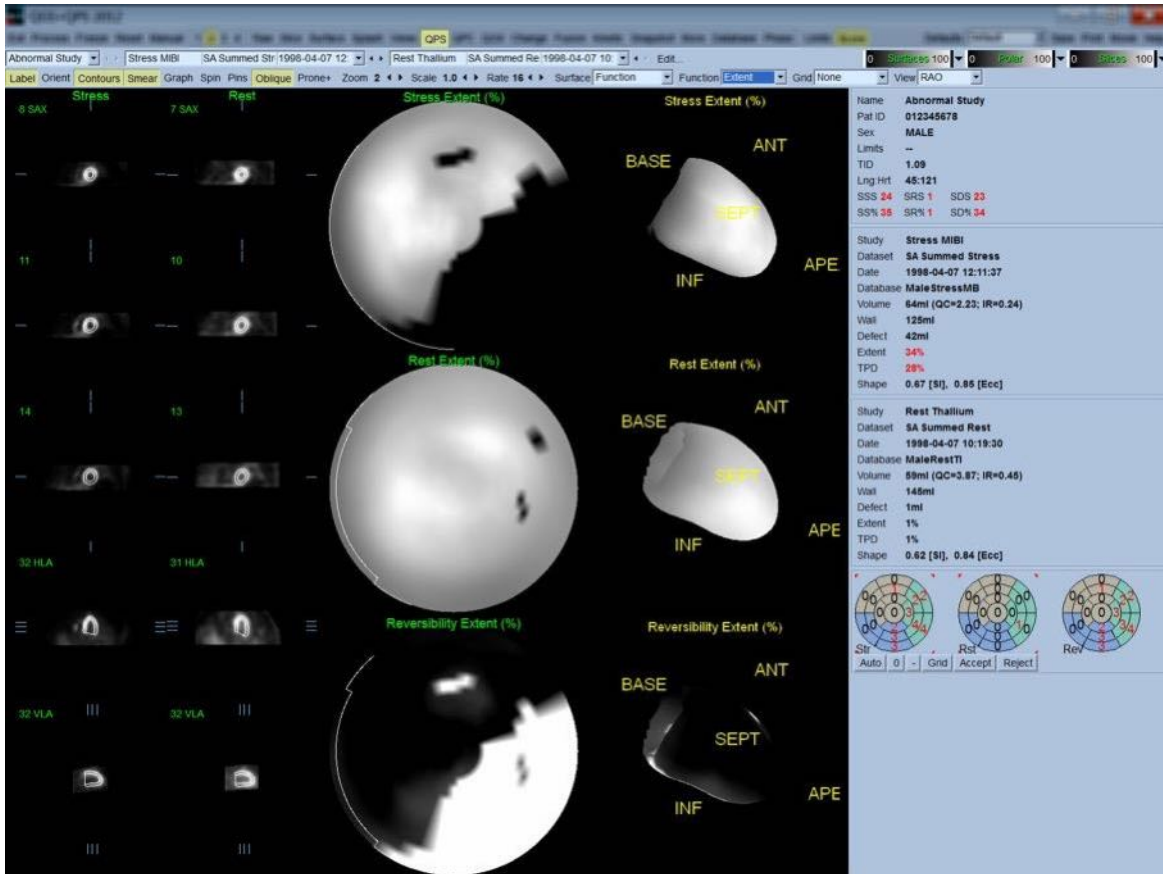 QGS+QPS 2012
QPS
Abnormal Study Stress MIBI SA Summed Str 1998-04-07 12: Rest Thallium SA Summed Re 1998-04-07 10: Edit... 0 Surfaces 100 0 Polar 100 0 Slices 100
Label Orient Contours Smear Graph Spin Pins Oblique Prone+ Zoom 2 Scale 1.0 Rate 16 Surface Function Function Extent Grid None View RAO
Stress Rest
8 SAX 7 SAX
11 10
14 13
32 HLA 31 HLA
32 VLA 32 VLA
Stress Extent (%)
Rest Extent (%)
Reversibility Extent (%)
Stress Extent (%)
ANT
BASE
SEPT
APE
INF
Rest Extent (%)
ANT
BASE
SEPT
APE
INF
Reversibility Extent (%)
ANT
BASE
SEPT
APE
INF
Name Abnormal Study
Pat ID 012345678
Sex MALE
Limits --
TID 1.09
Lng Hrt 45:121
SSS 24 SRS 1 SDS 23
SS% 35 SR% 1 SD% 34
Study Stress MIBI
Dataset SA Summed Stress
Date 1998-04-07 12:11:37
Database MaleStressMB
Volume 64ml (QC=2.23; IR=0.24)
Wall 125ml
Defect 42ml
Extent 34%
TPD 28%
Shape 0.67 [SI], 0.85 [Ecc]
Study Rest Thallium
Dataset SA Summed Rest
Date 1998-04-07 10:19:30
Database MaleRestTl
Volume 59ml (QC=3.87; IR=0.45)
Wall 145ml
Defect 1ml
Extent 1%
TPD 1%
Shape 0.62 [SI], 0.84 [Ecc]
Str Rst Rev
Auto 0 - Grid Accept Reject